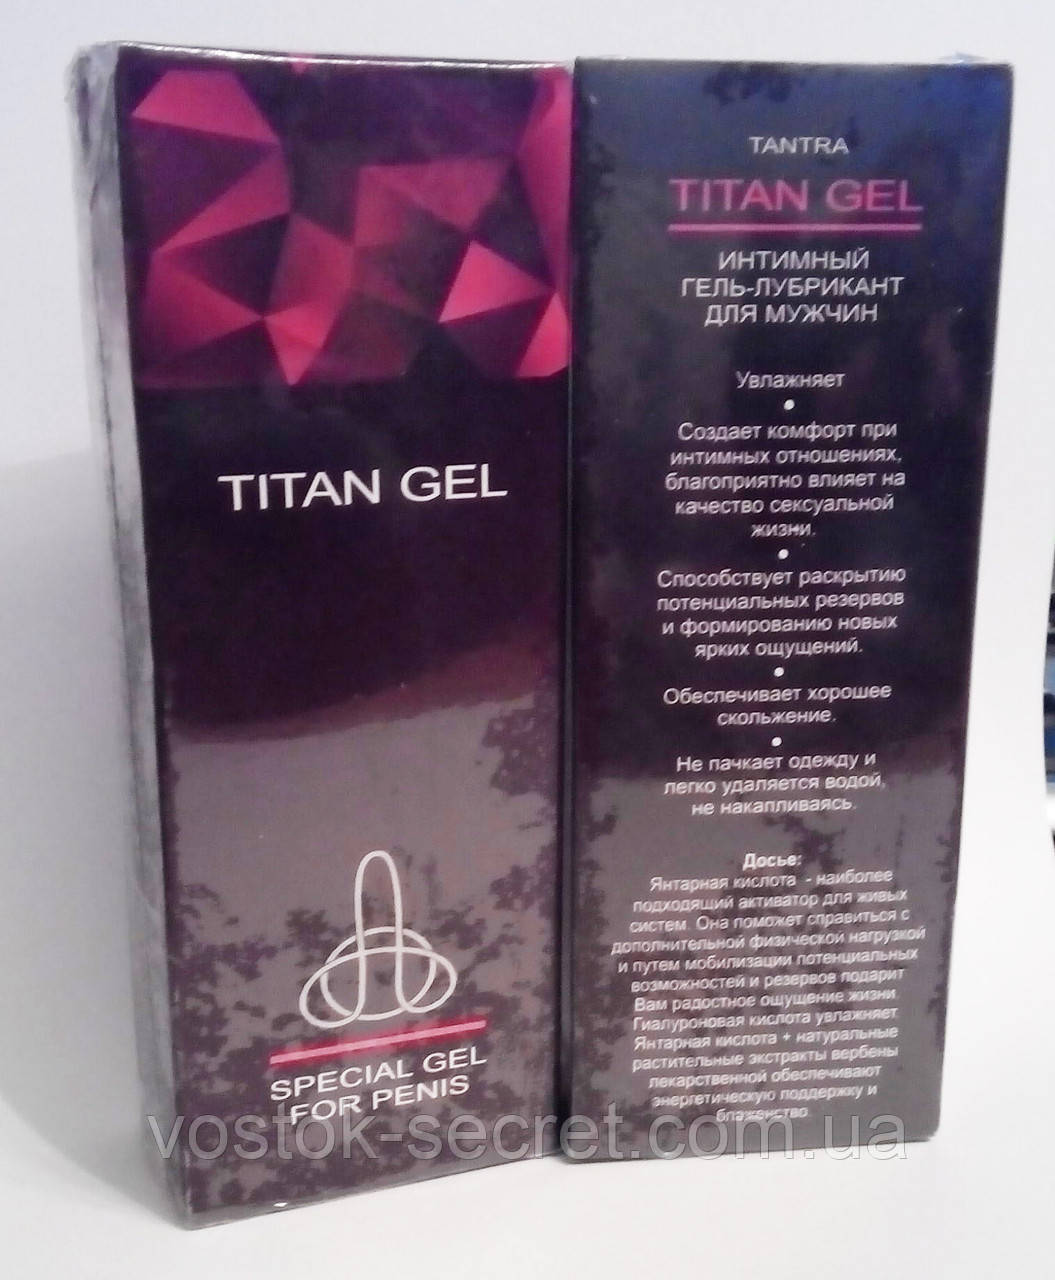 TITAN GEL
SPECIAL GEL
FOR PENIS
TANTRA
TITAN GEL
ИНТИМНЫЙ
ГЕЛЬ-ЛУБРИКАНТ
ДЛЯ МУЖЧИН
Увлажняет
•
Создает комфорт при
интимных отношениях,
благоприятно влияет на
качество сексуальной
жизни.
•
Способствует раскрытию
потенциальных резервов
и формированию новых
ярких ощущений.
•
Обеспечивает хорошее
скольжение.
•
Не пачкает одежду и
легко удаляется водой,
не накапливаясь.
Досье:
Янтарная кислота - наиболее
подходящий активатор для живых
систем. Она поможет справиться с
дополнительной физической нагрузкой
и путем мобилизации потенциальных
возможностей и резервов подарит
Вам радостное ощущение жизни.
Гиалуроновая кислота увлажняет.
Янтарная кислота + натуральные
растительные экстракты вербены
лекарственной обеспечивают
энергетическую поддержку и
блаженство.
vostok-secret.com.ua